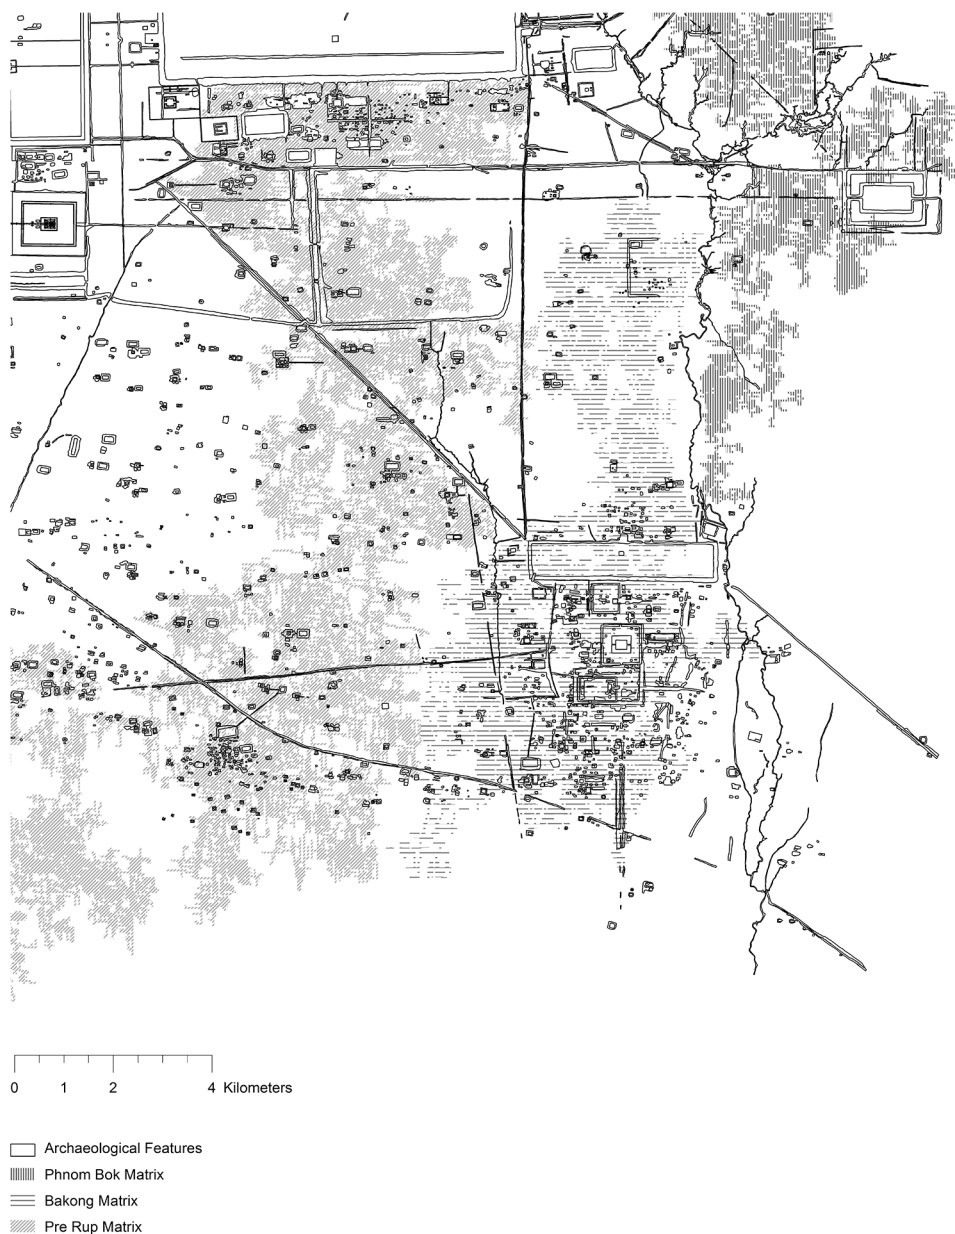 0 1 2 4 Kilometers
Archaeological Features
Phnom Bok Matrix
Bakong Matrix
Pre Rup Matrix